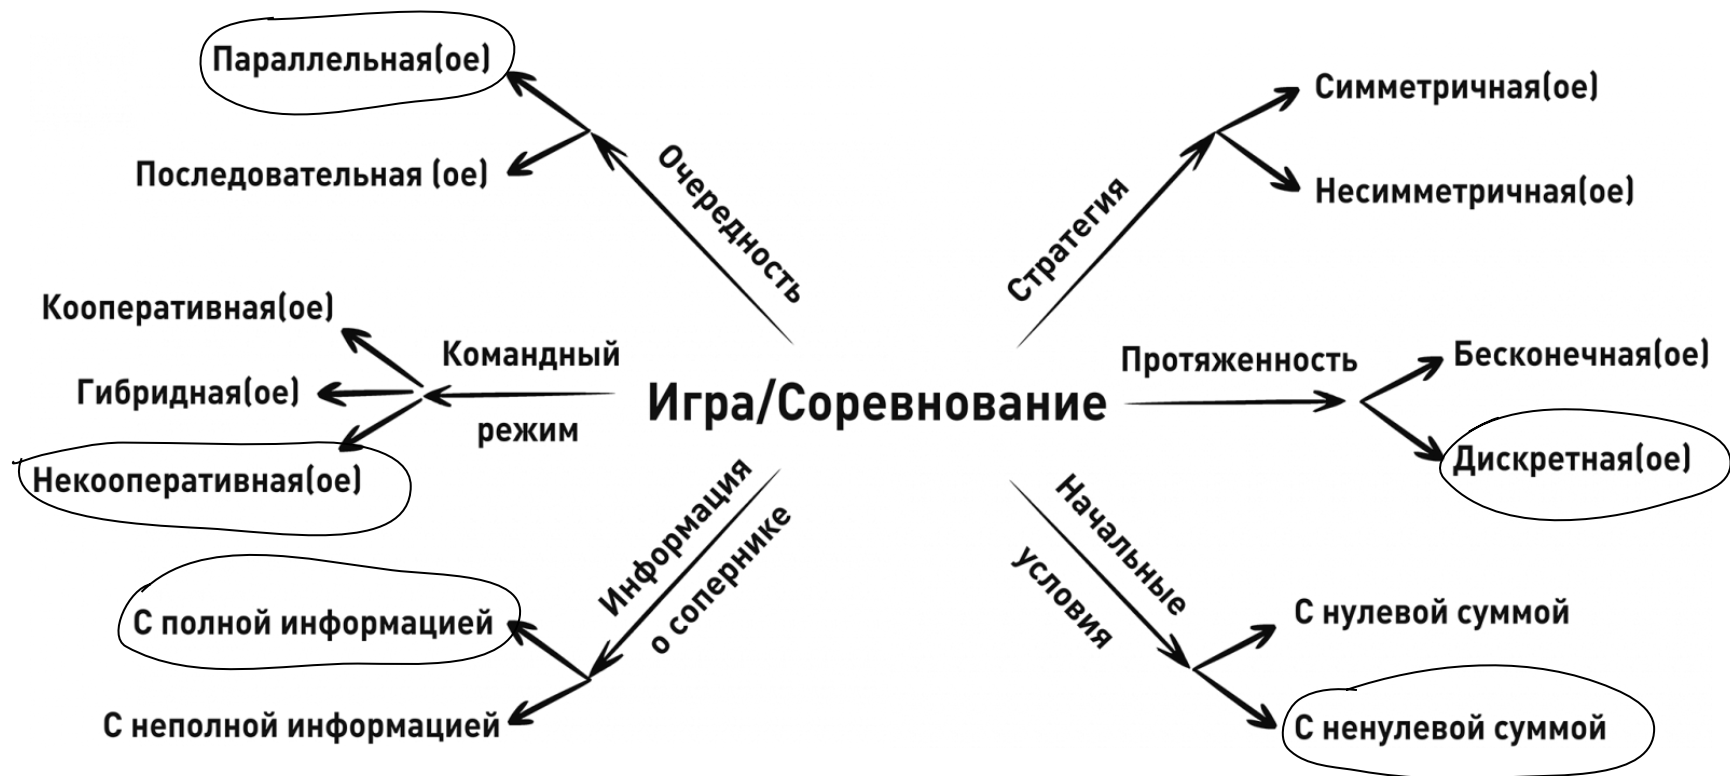 Параллельная(ое)
Последовательная (ое)
Очередность
Симметричная(ое)
Несимметричная(ое)
Стратегия
Кооперативная(ое)
Гибридная(ое)
Некооперативная(ое)
Командный
режим
Игра/Соревнование
Протяженность
Бесконечная(ое)
Дискретная(ое)
Информация
о сопернике
С полной информацией
С неполной информацией
Начальные
условия
С нулевой суммой
С ненулевой суммой